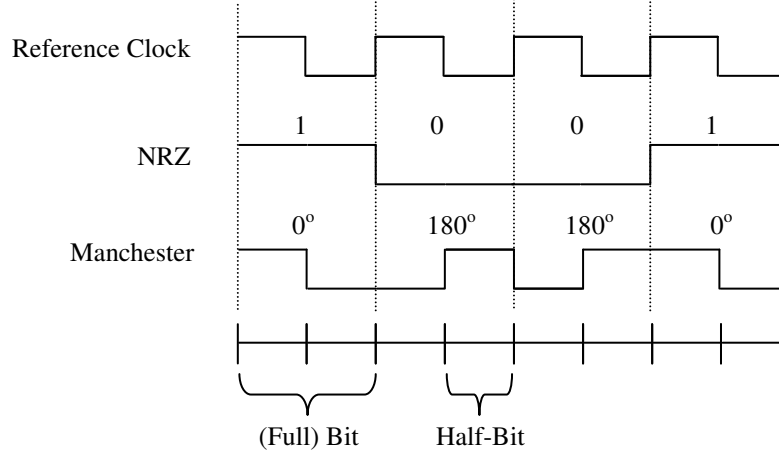 Reference Clock
1 0 0 1
NRZ
0º 180º 180º 0º
Manchester
(Full) Bit Half-Bit